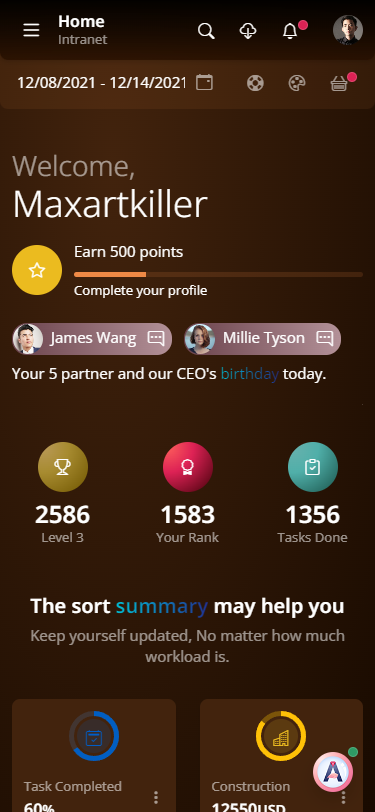 Home
Intranet
12/08/2021 - 12/14/2021
Welcome,
Maxartkiller
Earn 500 points
Complete your profile
James Wang
Millie Tyson
Your 5 partner and our CEO's birthday today.
2586
1583
1356
Level 3
Your Rank
Tasks Done
The sort summary may help you
Keep yourself updated, No matter how much
workload is.
Task Completed
Construction
60%
12550USD